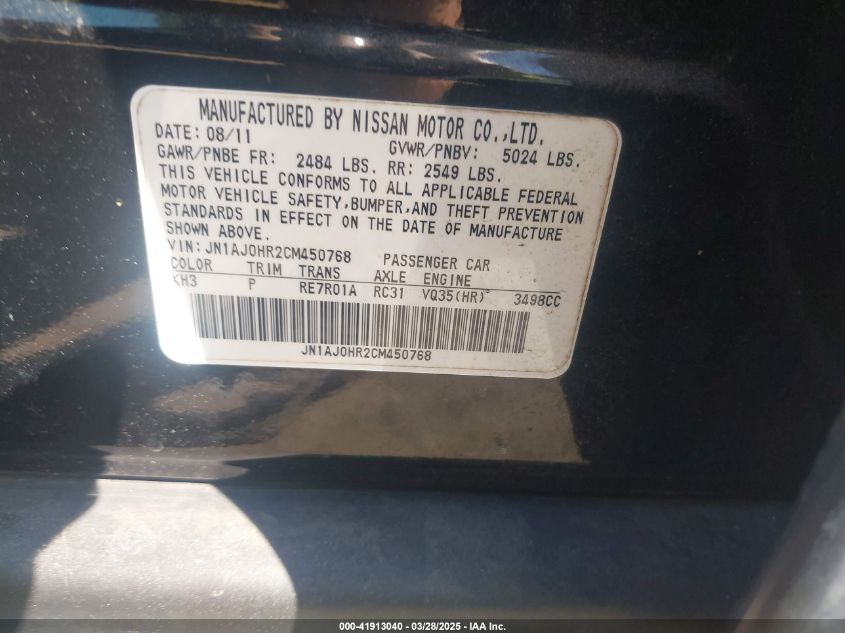 MANUFACTURED BY NISSAN MOTOR CO.,LTD.
DATE: 08/11 GVWR/PNBV: 5024 LBS.
GAWR/PNBE FR: 2484 LBS. RR: 2549 LBS.
THIS VEHICLE CONFORMS TO ALL APPLICABLE FEDERAL
MOTOR VEHICLE SAFETY,BUMPER,AND THEFT PREVENTION
STANDARDS IN EFFECT ON THE DATE OF MANUFACTURE
SHOWN ABOVE.
VIN: JN1AJ0HR2CM450768 PASSENGER CAR
COLOR TRIM TRANS AXLE ENGINE
KH3 P RE7R01A RC31 VQ35(HR) 3498CC
JN1AJ0HR2CM450768
000-41913040 - 03/28/2025 - IAA Inc.